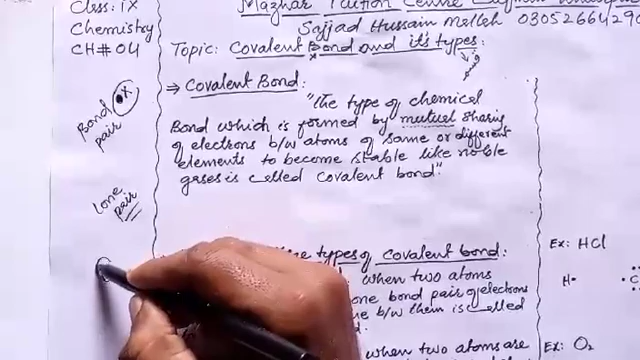 Class: IX
Mazhar Tuition Centre
Chemistry
Sajjad Hussain Mallah
CH#04
Topic: Covalent Bond and its types:
⇒ Covalent Bond:
Bond pair
"The type of chemical
Bond which is formed by mutual sharing
of electrons b/w atoms of same or different
elements to become stable like noble
gases is called covalent bond".
Lone pair
types of covalent bond:
Ex: HCl
when two atoms
one bond pair of electrons
H•
b/w them is called
when two atoms are
Ex: O2